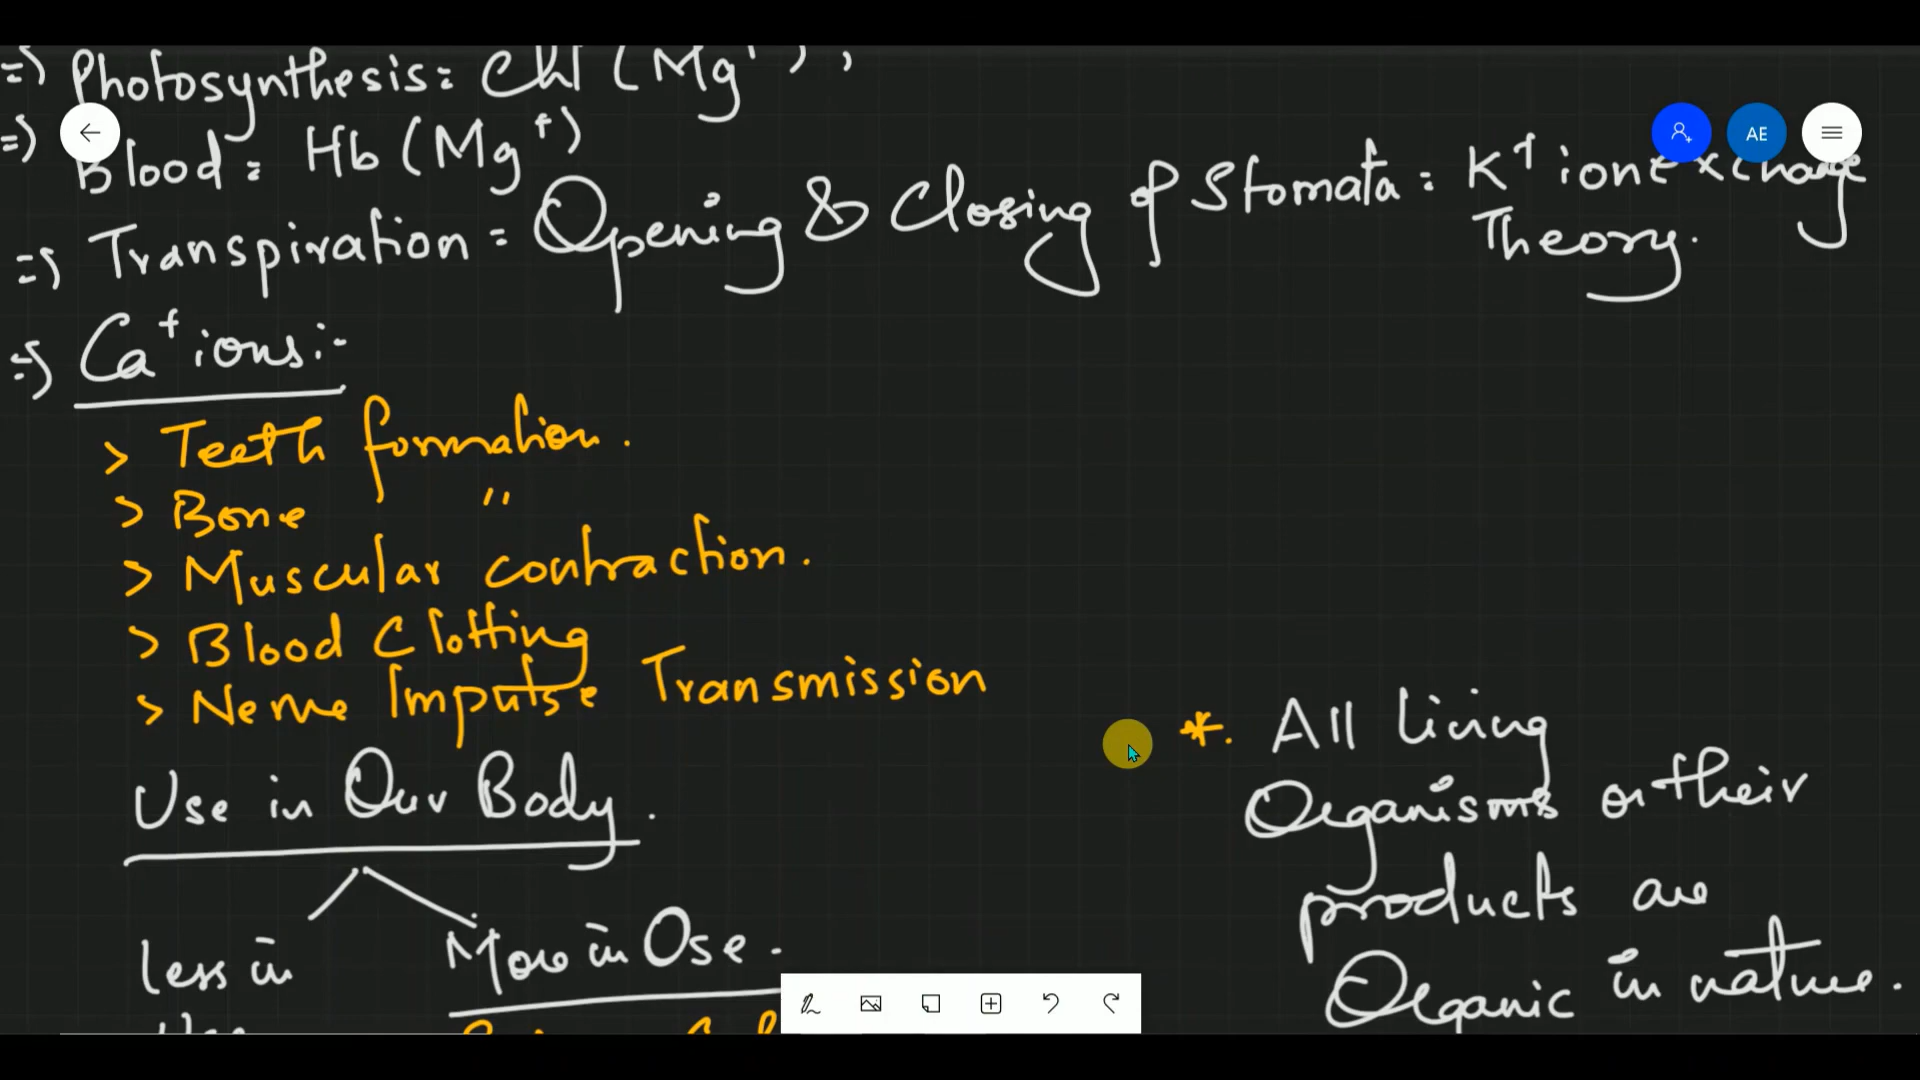 => Photosynthesis = Chl (Mg+),
=> Blood = Hb (Mg+)
=> Transpiration = Opening & Closing of Stomata = K+ ion exchange
Theory.
=> Ca+ ions:-
> Teeth formation.
> Bone "
> Muscular contraction.
> Blood Clotting
> Nerve Impulse Transmission
Use in Our Body.
Less in
More in Use.
*. All living
Organisms or their
products are
Organic in nature.
AE